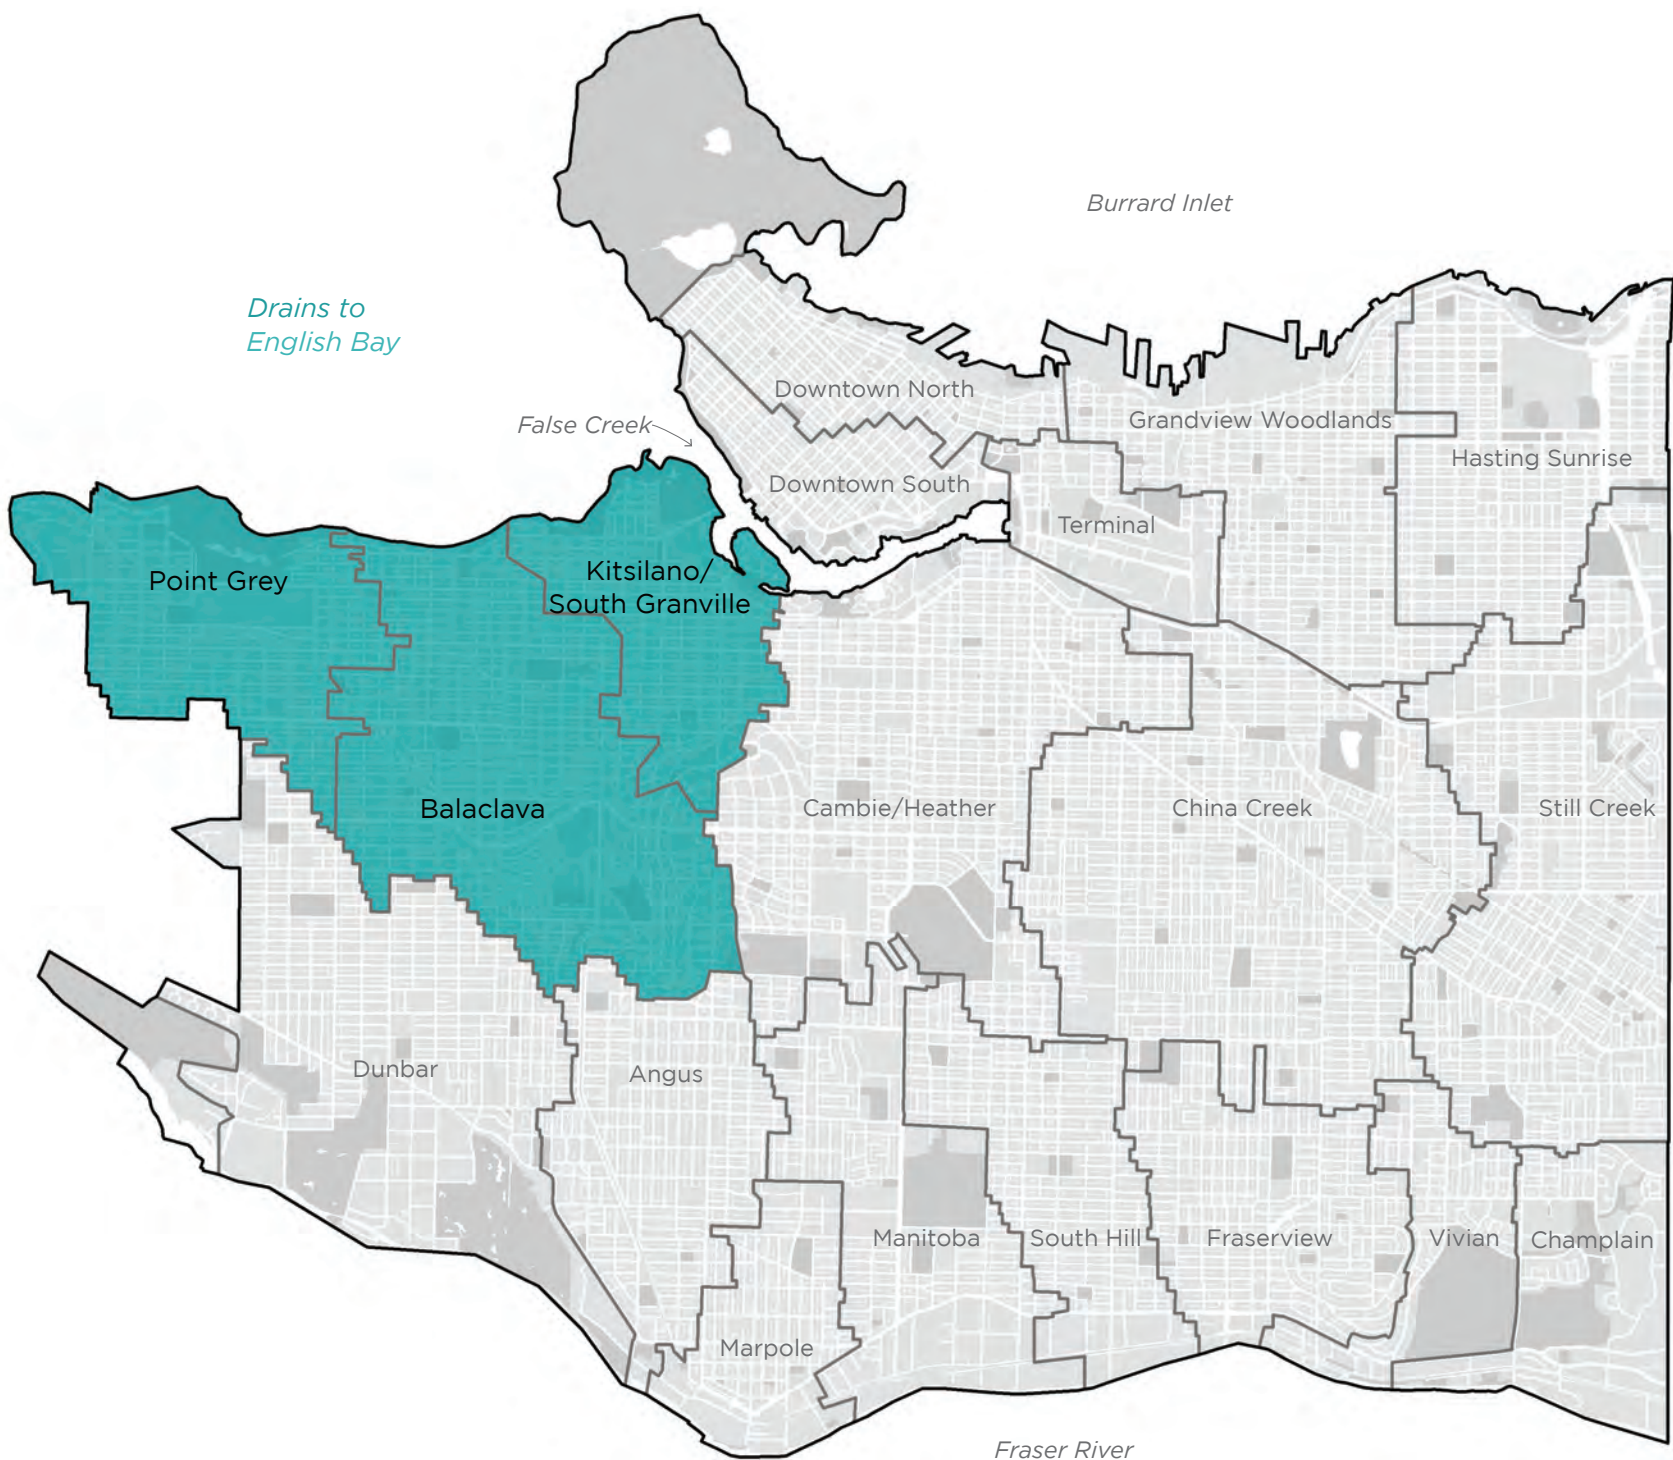 Burrard Inlet
Drains to
English Bay
Downtown North
False Creek
Grandview Woodlands
Hasting Sunrise
Downtown South
Terminal
Point Grey
Kitsilano/
South Granville
Balaclava
Cambie/Heather
China Creek
Still Creek
Dunbar
Angus
Manitoba
South Hill
Fraserview
Vivian
Champlain
Marpole
Fraser River